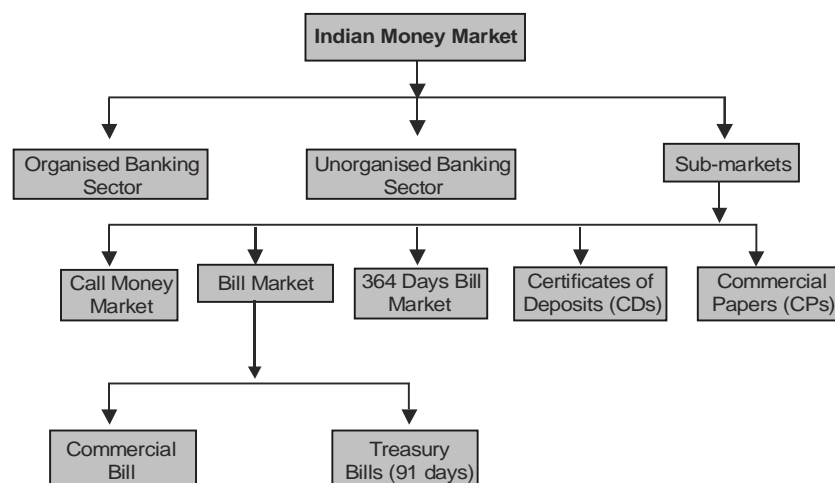 Indian Money Market
Organised Banking
Sector
Unorganised Banking
Sector
Sub-markets
Call Money
Market
Bill Market
364 Days Bill
Market
Certificates of
Deposits (CDs)
Commercial
Papers (CPs)
Commercial
Bill
Treasury
Bills (91 days)